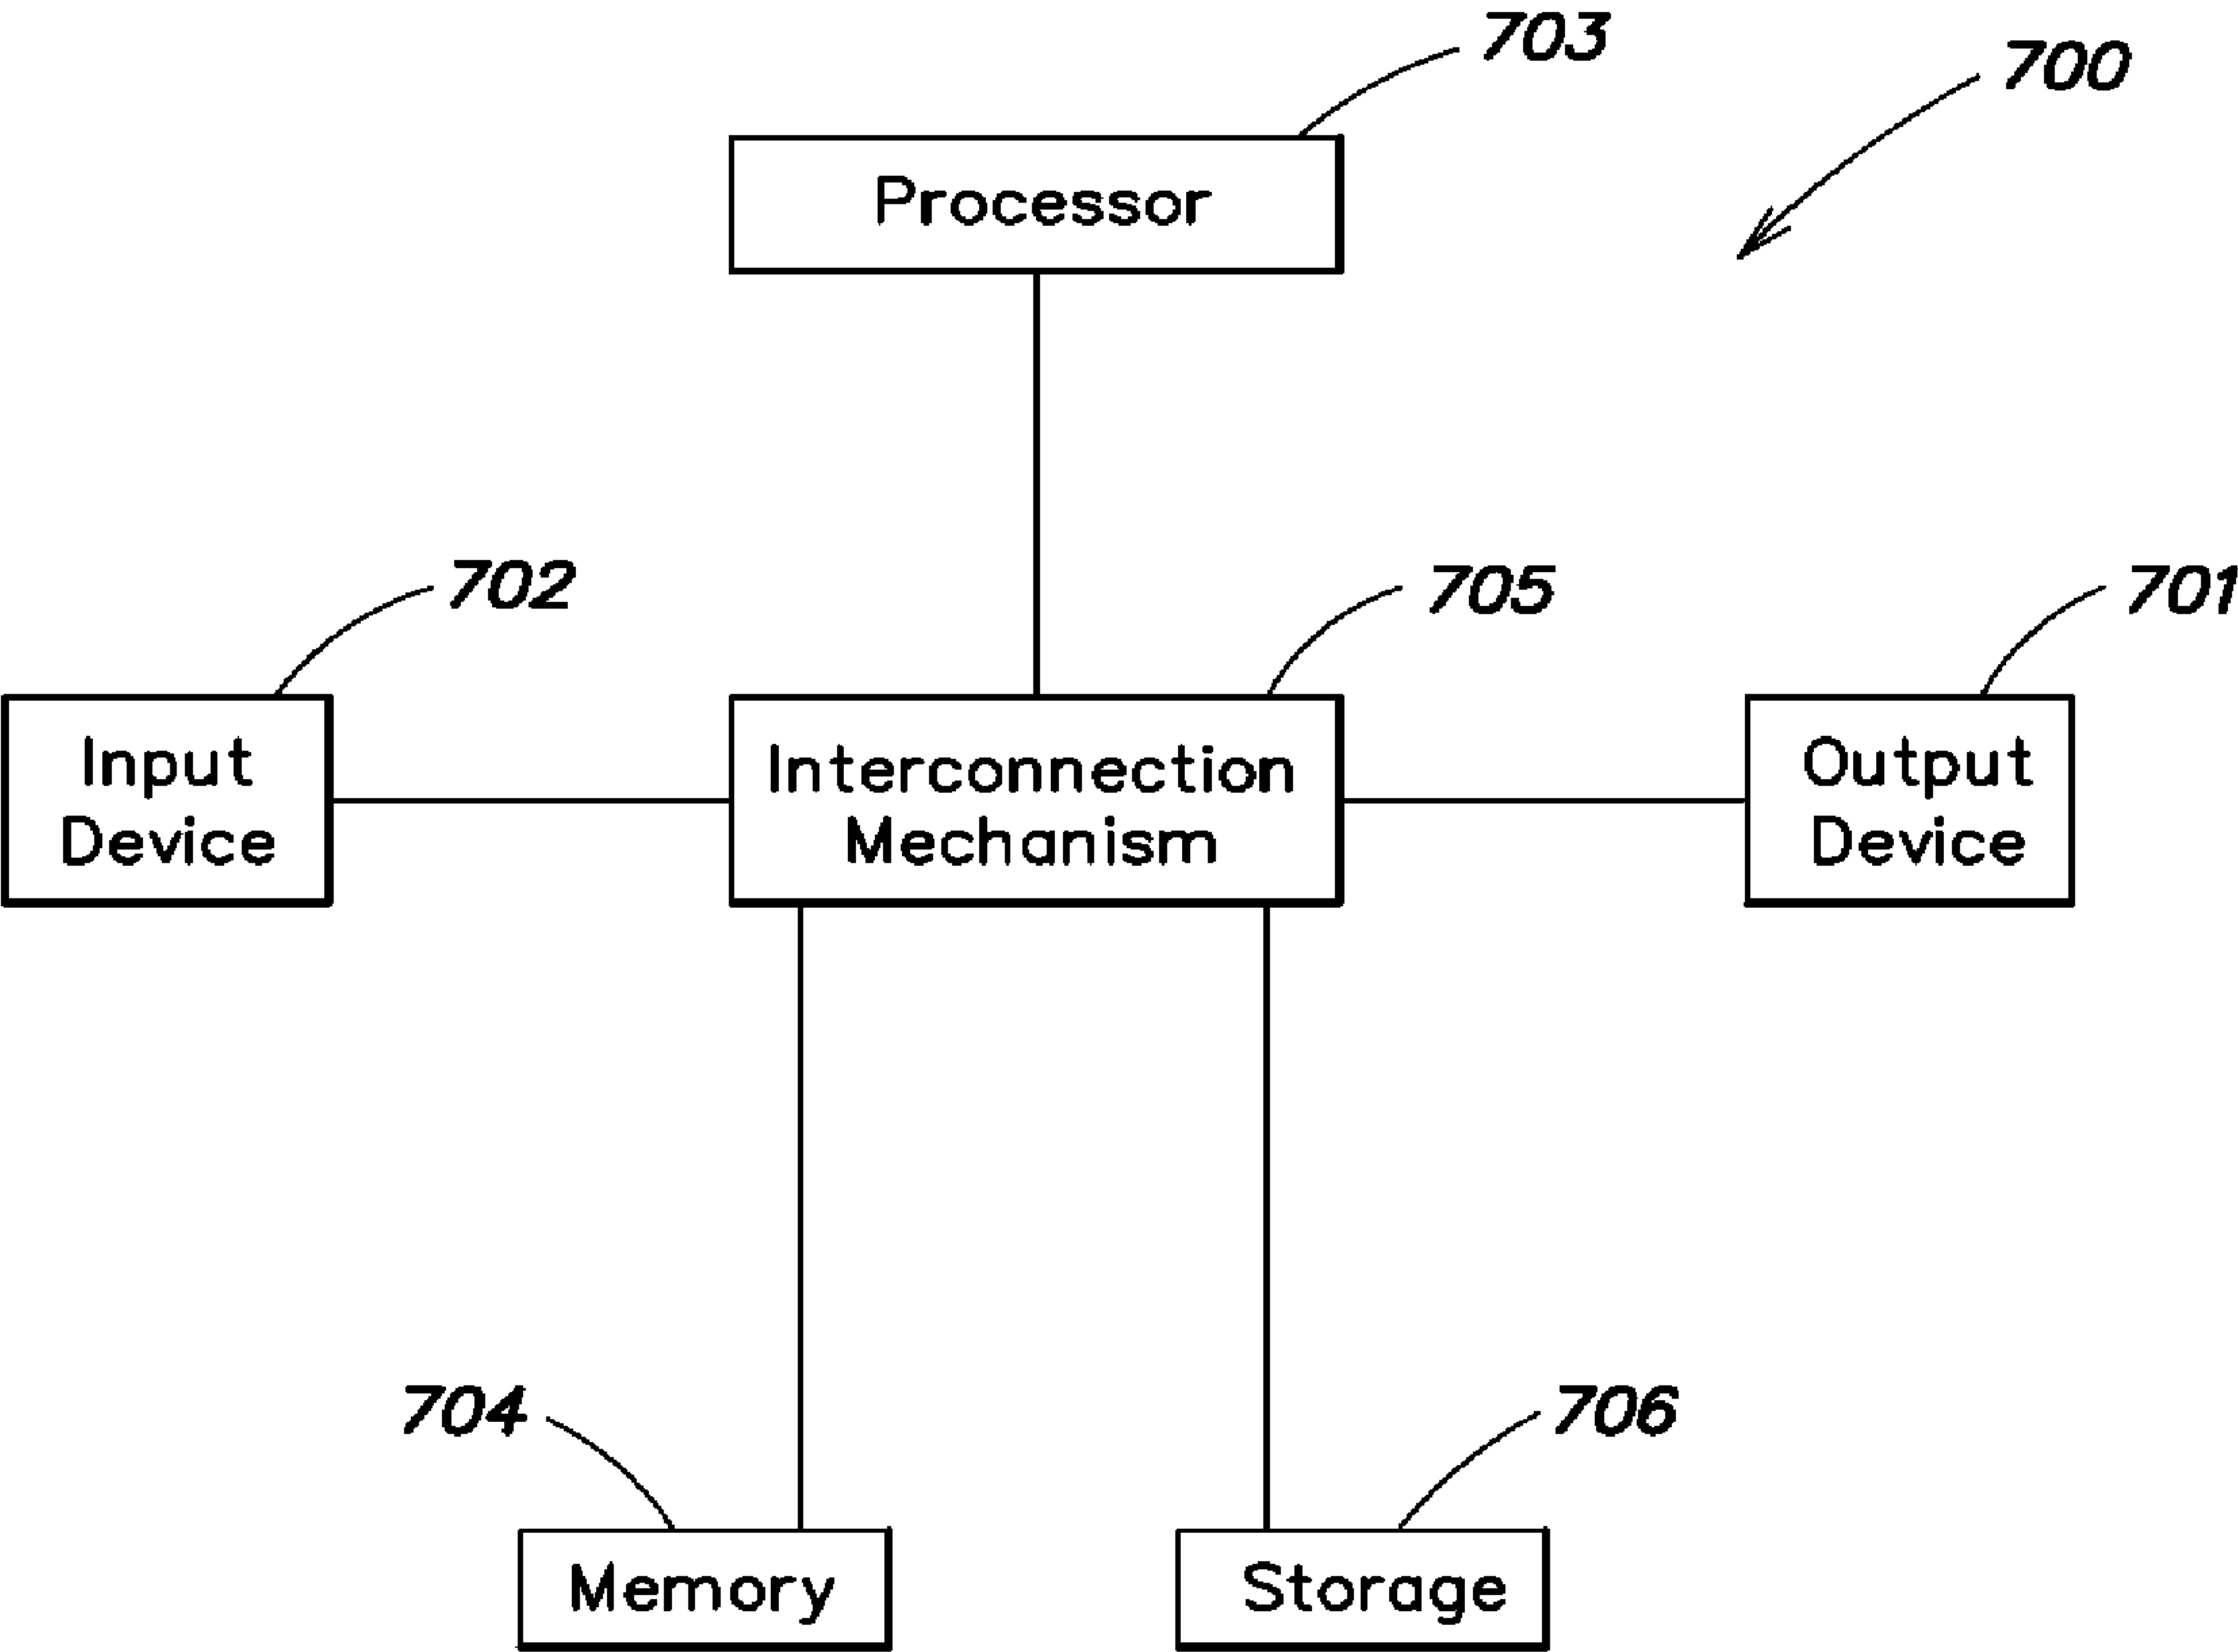 703
700
Processor
702
705
701
Input
Device
Interconnection
Mechanism
Output
Device
704
706
Memory
Storage